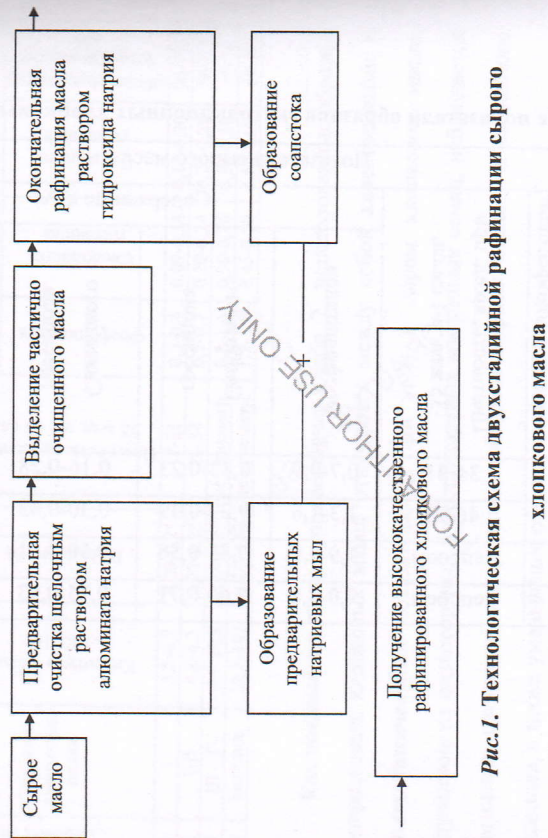 Сырое
масло
Предварительная
очистка щелочным
раствором
алюмината натрия
Выделение частично
очищенного масла
Окончательная
рафинация масла
раствором
гидроксида натрия
Образование
предварительных
натриевых мыл
+
Образование
соапстока
Получение высококачественного
рафинированного хлопкового масла
FOR AUTHOR USE ONLY
Рис.1. Технологическая схема двухстадийной рафинации сырого
хлопкового масла